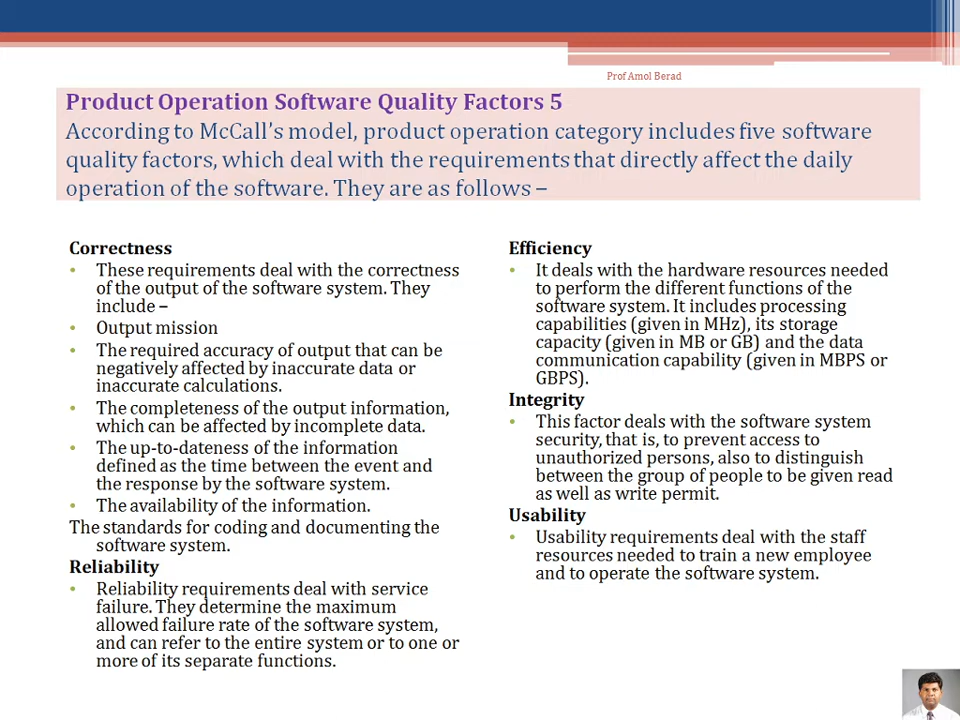 Prof Amol Berad
Product Operation Software Quality Factors 5
According to McCall’s model, product operation category includes five software
quality factors, which deal with the requirements that directly affect the daily
operation of the software. They are as follows –
Correctness
• These requirements deal with the correctness
of the output of the software system. They
include –
• Output mission
• The required accuracy of output that can be
negatively affected by inaccurate data or
inaccurate calculations.
• The completeness of the output information,
which can be affected by incomplete data.
• The up-to-dateness of the information
defined as the time between the event and
the response by the software system.
• The availability of the information.
The standards for coding and documenting the
software system.
Reliability
• Reliability requirements deal with service
failure. They determine the maximum
allowed failure rate of the software system,
and can refer to the entire system or to one or
more of its separate functions.
Efficiency
• It deals with the hardware resources needed
to perform the different functions of the
software system. It includes processing
capabilities (given in MHz), its storage
capacity (given in MB or GB) and the data
communication capability (given in MBPS or
GBPS).
Integrity
• This factor deals with the software system
security, that is, to prevent access to
unauthorized persons, also to distinguish
between the group of people to be given read
as well as write permit.
Usability
• Usability requirements deal with the staff
resources needed to train a new employee
and to operate the software system.